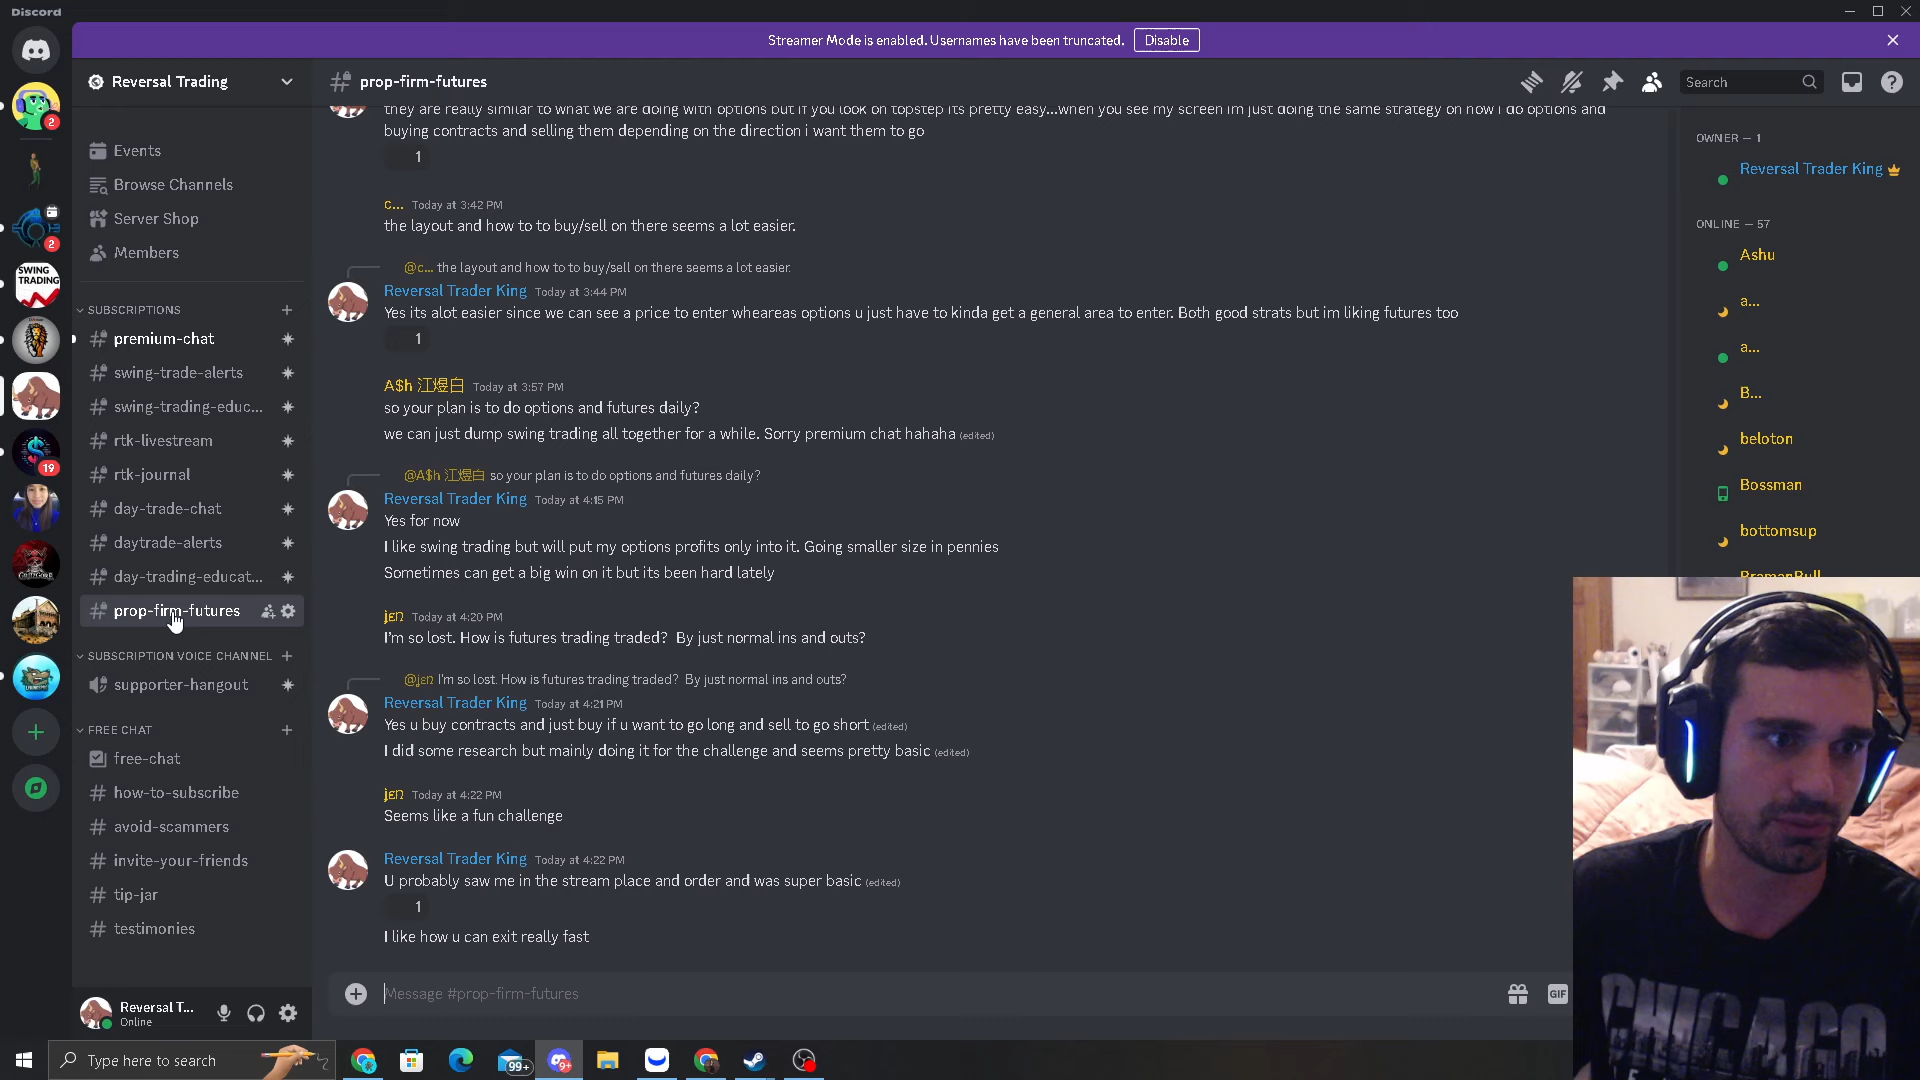 Discord
Streamer Mode is enabled. Usernames have been truncated.
Disable
Reversal Trading
prop-firm-futures
Search
Events
Browse Channels
Server Shop
Members
SUBSCRIPTIONS
premium-chat
swing-trade-alerts
swing-trading-educ...
rtk-livestream
rtk-journal
day-trade-chat
daytrade-alerts
day-trading-educat...
prop-firm-futures
SUBSCRIPTION VOICE CHANNEL
supporter-hangout
FREE CHAT
free-chat
how-to-subscribe
avoid-scammers
invite-your-friends
tip-jar
testimonies
Reversal T...
Online
2
2
SWING
TRADING
19
they are really similar to what we are doing with options but if you look on topstep its pretty easy...when you see my screen im just doing the same strategy on how i do options and
buying contracts and selling them depending on the direction i want them to go
1
c... Today at 3:42 PM
the layout and how to to buy/sell on there seems a lot easier.
@c... the layout and how to to buy/sell on there seems a lot easier.
Reversal Trader King Today at 3:44 PM
Yes its alot easier since we can see a price to enter wheareas options u just have to kinda get a general area to enter. Both good strats but im liking futures too
1
A$h 江煜白 Today at 3:57 PM
so your plan is to do options and futures daily?
we can just dump swing trading all together for a while. Sorry premium chat hahaha (edited)
@A$h 江煜白 so your plan is to do options and futures daily?
Reversal Trader King Today at 4:15 PM
Yes for now
I like swing trading but will put my options profits only into it. Going smaller size in pennies
Sometimes can get a big win on it but its been hard lately
Today at 4:20 PM
I'm so lost. How is futures trading traded? By just normal ins and outs?
I'm so lost. How is futures trading traded? By just normal ins and outs?
Reversal Trader King Today at 4:21 PM
Yes u buy contracts and just buy if u want to go long and sell to go short (edited)
I did some research but mainly doing it for the challenge and seems pretty basic (edited)
Today at 4:22 PM
Seems like a fun challenge
Reversal Trader King Today at 4:22 PM
U probably saw me in the stream place and order and was super basic (edited)
1
I like how u can exit really fast
Message #prop-firm-futures
GIF
OWNER — 1
Reversal Trader King
ONLINE — 57
Ashu
a...
a...
B...
beloton
Bossman
bottomsup
BramanBull
CHICAGO
Type here to search
99+
9+